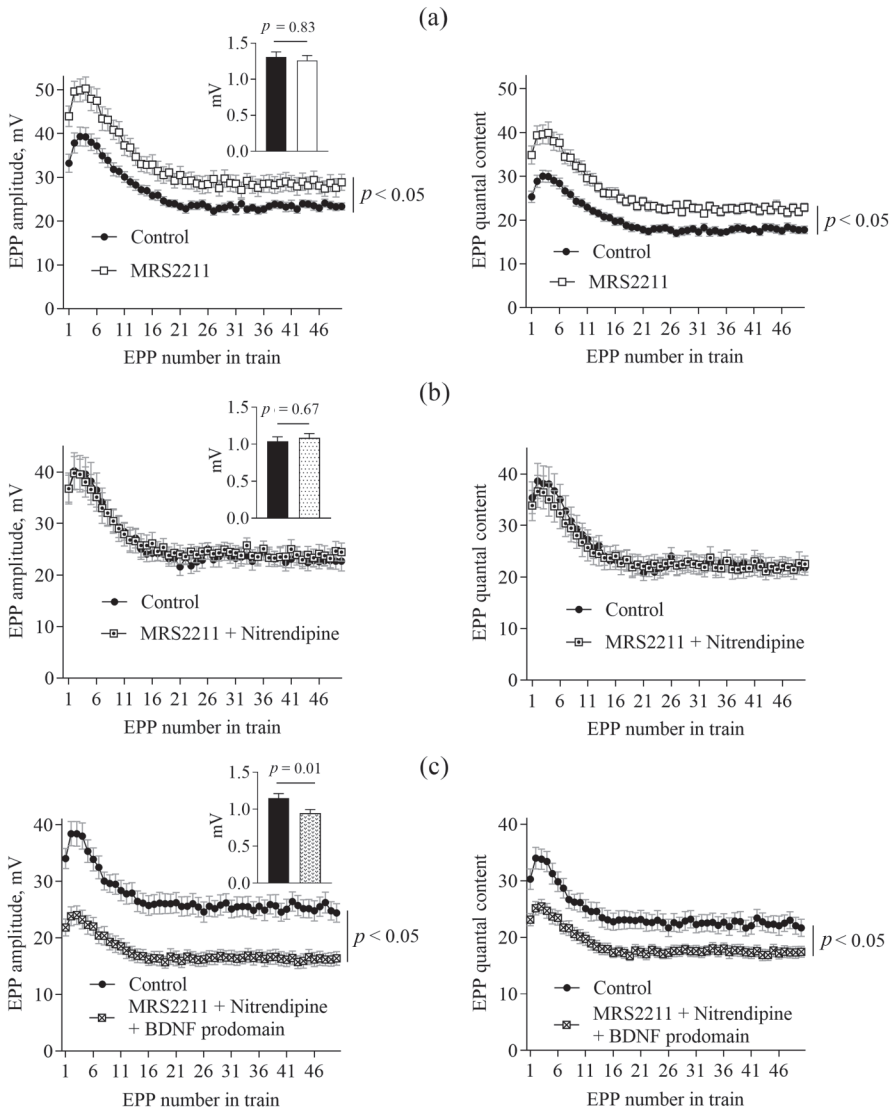 (a)
p = 0.83
1.5
1.0
0.5
0.0
mV
50
40
30
20
10
0
EPP amplitude, mV
p < 0.05
Control
MRS2211
1 6 11 16 21 26 31 36 41 46
EPP number in train
50
40
30
20
10
0
EPP quantal content
p < 0.05
Control
MRS2211
1 6 11 16 21 26 31 36 41 46
EPP number in train
(b)
p = 0.67
1.5
1.0
0.5
0.0
mV
40
30
20
10
0
EPP amplitude, mV
Control
MRS2211 + Nitrendipine
1 6 11 16 21 26 31 36 41 46
EPP number in train
40
30
20
10
0
EPP quantal content
Control
MRS2211 + Nitrendipine
1 6 11 16 21 26 31 36 41 46
EPP number in train
(c)
p = 0.01
1.5
1.0
0.5
0.0
mV
40
30
20
10
0
EPP amplitude, mV
p < 0.05
Control
MRS2211 + Nitrendipine
+ BDNF prodomain
1 6 11 16 21 26 31 36 41 46
EPP number in train
40
30
20
10
0
EPP quantal content
p < 0.05
Control
MRS2211 + Nitrendipine
+ BDNF prodomain
1 6 11 16 21 26 31 36 41 46
EPP number in train